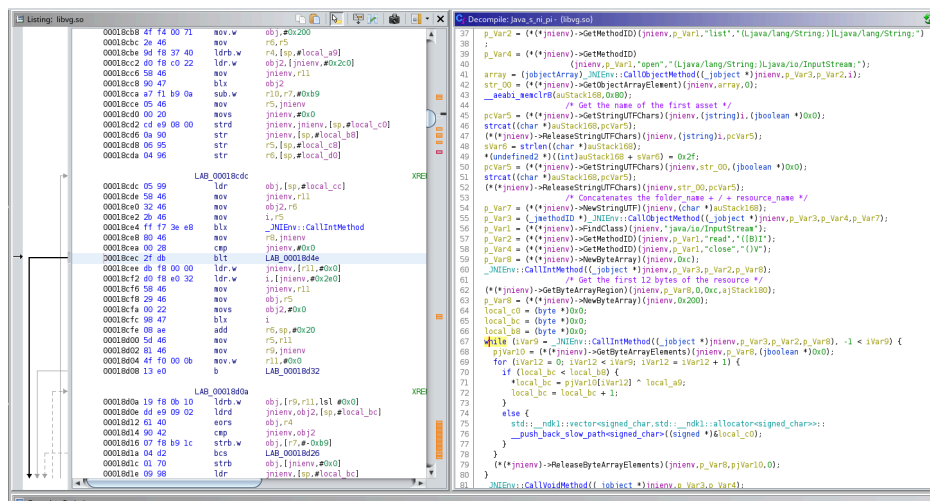 Listing: libvg.so
00018cb8 4f f4 00 71 mov.w obj,#0x200
00018cbc 2e 46 mov r6,r5
00018cbe 9d f8 37 40 ldrb.w r4,[sp,#local_a9]
00018cc2 d0 f8 c0 22 ldr.w obj2,[jnienv,#0x2c0]
00018cc6 58 46 mov jnienv,r11
00018cc8 90 47 blx obj2
00018cca a7 f1 b9 0a sub.w r10,r7,#0xb9
00018cce 05 46 mov r5,jnienv
00018cd0 00 20 movs jnienv,#0x0
00018cd2 cd e9 08 00 strd jnienv,jnienv,[sp,#local_c0]
00018cd6 0a 90 str jnienv,[sp,#local_b8]
00018cd8 06 95 str r5,[sp,#local_c8]
00018cda 04 96 str r6,[sp,#local_d0]
LAB_00018cdc XREF
00018cdc 05 99 ldr obj,[sp,#local_cc]
00018cde 58 46 mov jnienv,r11
00018ce0 32 46 mov obj2,r6
00018ce2 2b 46 mov i,r5
00018ce4 ff f7 3e e8 blx _JNIEnv::CallIntMethod
00018ce8 80 46 mov r8,jnienv
00018cea 00 28 cmp jnienv,#0x0
00018cec 2f db blt LAB_00018d4e
00018cee db f8 00 00 ldr.w jnienv,[r11,#0x0]
00018cf2 d0 f8 e0 32 ldr.w i,[jnienv,#0x2e0]
00018cf6 58 46 mov jnienv,r11
00018cf8 29 46 mov obj,r5
00018cfa 00 22 movs obj2,#0x0
00018cfc 98 47 blx i
00018cfe 08 ae add r6,sp,#0x20
00018d00 5d 46 mov r5,r11
00018d02 81 46 mov r9,jnienv
00018d04 4f f0 00 0b mov.w r11,#0x0
00018d08 13 e0 b LAB_00018d32
LAB_00018d0a XREF
00018d0a 19 f8 0b 10 ldrb.w obj,[r9,r11,lsl #0x0]
00018d0e dd e9 09 02 ldrd jnienv,obj2,[sp,#local_bc]
00018d12 61 40 eors obj,r4
00018d14 90 42 cmp jnienv,obj2
00018d16 07 f8 b9 1c strb.w obj,[r7,#-0xb9]
00018d1a 04 d2 bcs LAB_00018d26
00018d1c 01 70 strb obj,[jnienv,#0x0]
00018d1e 09 98 ldr jnienv,[sp,#local_bc]
Decompile: Java_s_ni_pi - (libvg.so)
37 p_Var2 = (*(*jnienv)->GetMethodID)(jnienv,p_Var1,"list","(Ljava/lang/String;)[Ljava/lang/String;")
38 ;
39 p_Var4 = (*(*jnienv)->GetMethodID)
40 (jnienv,p_Var1,"open","(Ljava/lang/String;)Ljava/io/InputStream;");
41 array = (jobjectArray)_JNIEnv::CallObjectMethod((_jobject *)jnienv,p_Var3,p_Var2,i);
42 str_00 = (*(*jnienv)->GetObjectArrayElement)(jnienv,array,0);
43 __aeabi_memclr8(auStack168,0x80);
44 /* Get the name of the first asset */
45 pcVar5 = (*(*jnienv)->GetStringUTFChars)(jnienv,(jstring)i,(jboolean *)0x0);
46 strcat((char *)auStack168,pcVar5);
47 (*(*jnienv)->ReleaseStringUTFChars)(jnienv,(jstring)i,pcVar5);
48 sVar6 = strlen((char *)auStack168);
49 *(undefined2 *)((int)auStack168 + sVar6) = 0x2f;
50 pcVar5 = (*(*jnienv)->GetStringUTFChars)(jnienv,str_00,(jboolean *)0x0);
51 strcat((char *)auStack168,pcVar5);
52 (*(*jnienv)->ReleaseStringUTFChars)(jnienv,str_00,pcVar5);
53 /* Concatenates the folder_name + / + resource_name */
54 p_Var7 = (*(*jnienv)->NewStringUTF)(jnienv,(char *)auStack168);
55 p_Var3 = (_jmethodID *)_JNIEnv::CallObjectMethod((_jobject *)jnienv,p_Var3,p_Var4,p_Var7);
56 p_Var1 = (*(*jnienv)->FindClass)(jnienv,"java/io/InputStream");
57 p_Var2 = (*(*jnienv)->GetMethodID)(jnienv,p_Var1,"read","([B)I");
58 p_Var4 = (*(*jnienv)->GetMethodID)(jnienv,p_Var1,"close","()V");
59 p_Var8 = (*(*jnienv)->NewByteArray)(jnienv,0xc);
60 _JNIEnv::CallIntMethod((_jobject *)jnienv,p_Var3,p_Var2,p_Var8);
61 /* Get the first 12 bytes of the resource */
62 (*(*jnienv)->GetByteArrayRegion)(jnienv,p_Var8,0,0xc,ajStack180);
63 p_Var8 = (*(*jnienv)->NewByteArray)(jnienv,0x200);
64 local_c0 = (byte *)0x0;
65 local_bc = (byte *)0x0;
66 local_b8 = (byte *)0x0;
67 while (iVar9 = _JNIEnv::CallIntMethod((_jobject *)jnienv,p_Var3,p_Var2,p_Var8), -1 < iVar9) {
68 pjVar10 = (*(*jnienv)->GetByteArrayElements)(jnienv,p_Var8,(jboolean *)0x0);
69 for (iVar12 = 0; iVar12 < iVar9; iVar12 = iVar12 + 1) {
70 if (local_bc < local_b8) {
71 *local_bc = pjVar10[iVar12] ^ local_a9;
72 local_bc = local_bc + 1;
73 }
74 else {
75 std::__ndk1::vector<signed_char,std::__ndk1::allocator<signed_char>>::
76 __push_back_slow_path<signed_char>((signed *)&local_c0);
77 }
78 }
79 (*(*jnienv)->ReleaseByteArrayElements)(jnienv,p_Var8,pjVar10,0);
80 }
81 _JNIEnv::CallVoidMethod((_jobject *)jnienv,p_Var3,p_Var4);